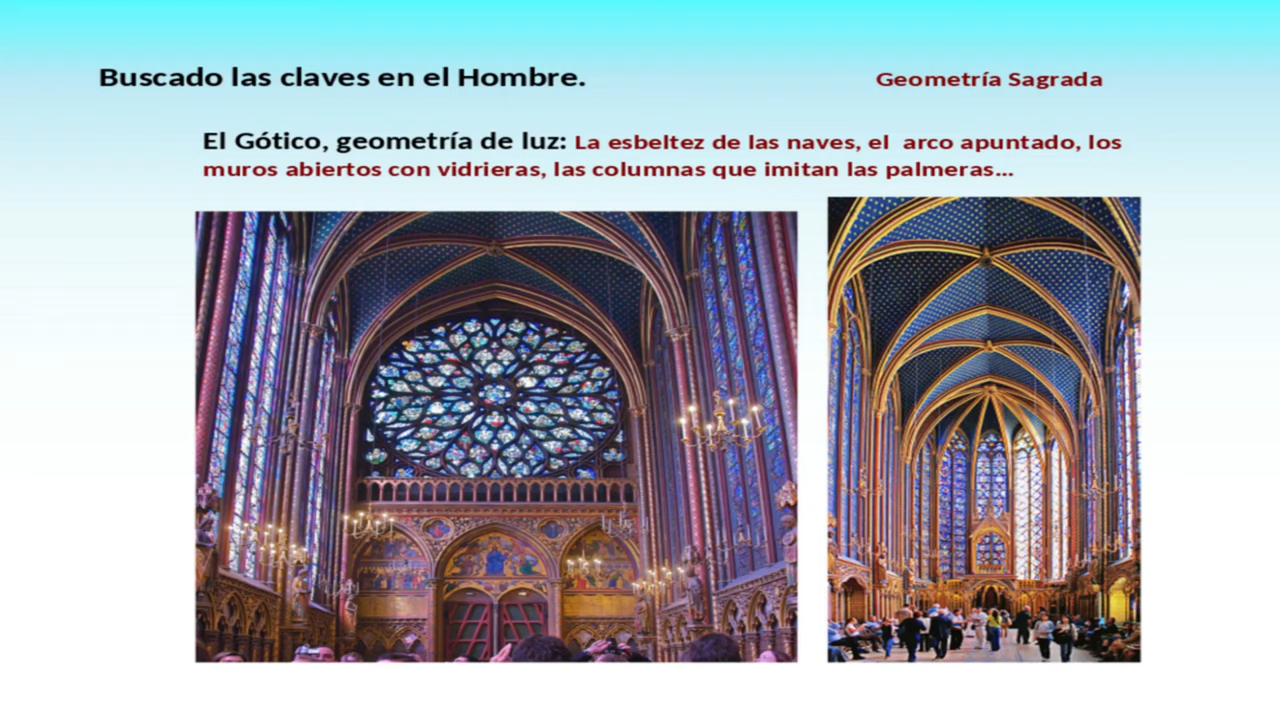 Buscado las claves en el Hombre.
Geometría Sagrada
El Gótico, geometría de luz: La esbeltez de las naves, el arco apuntado, los
muros abiertos con vidrieras, las columnas que imitan las palmeras...